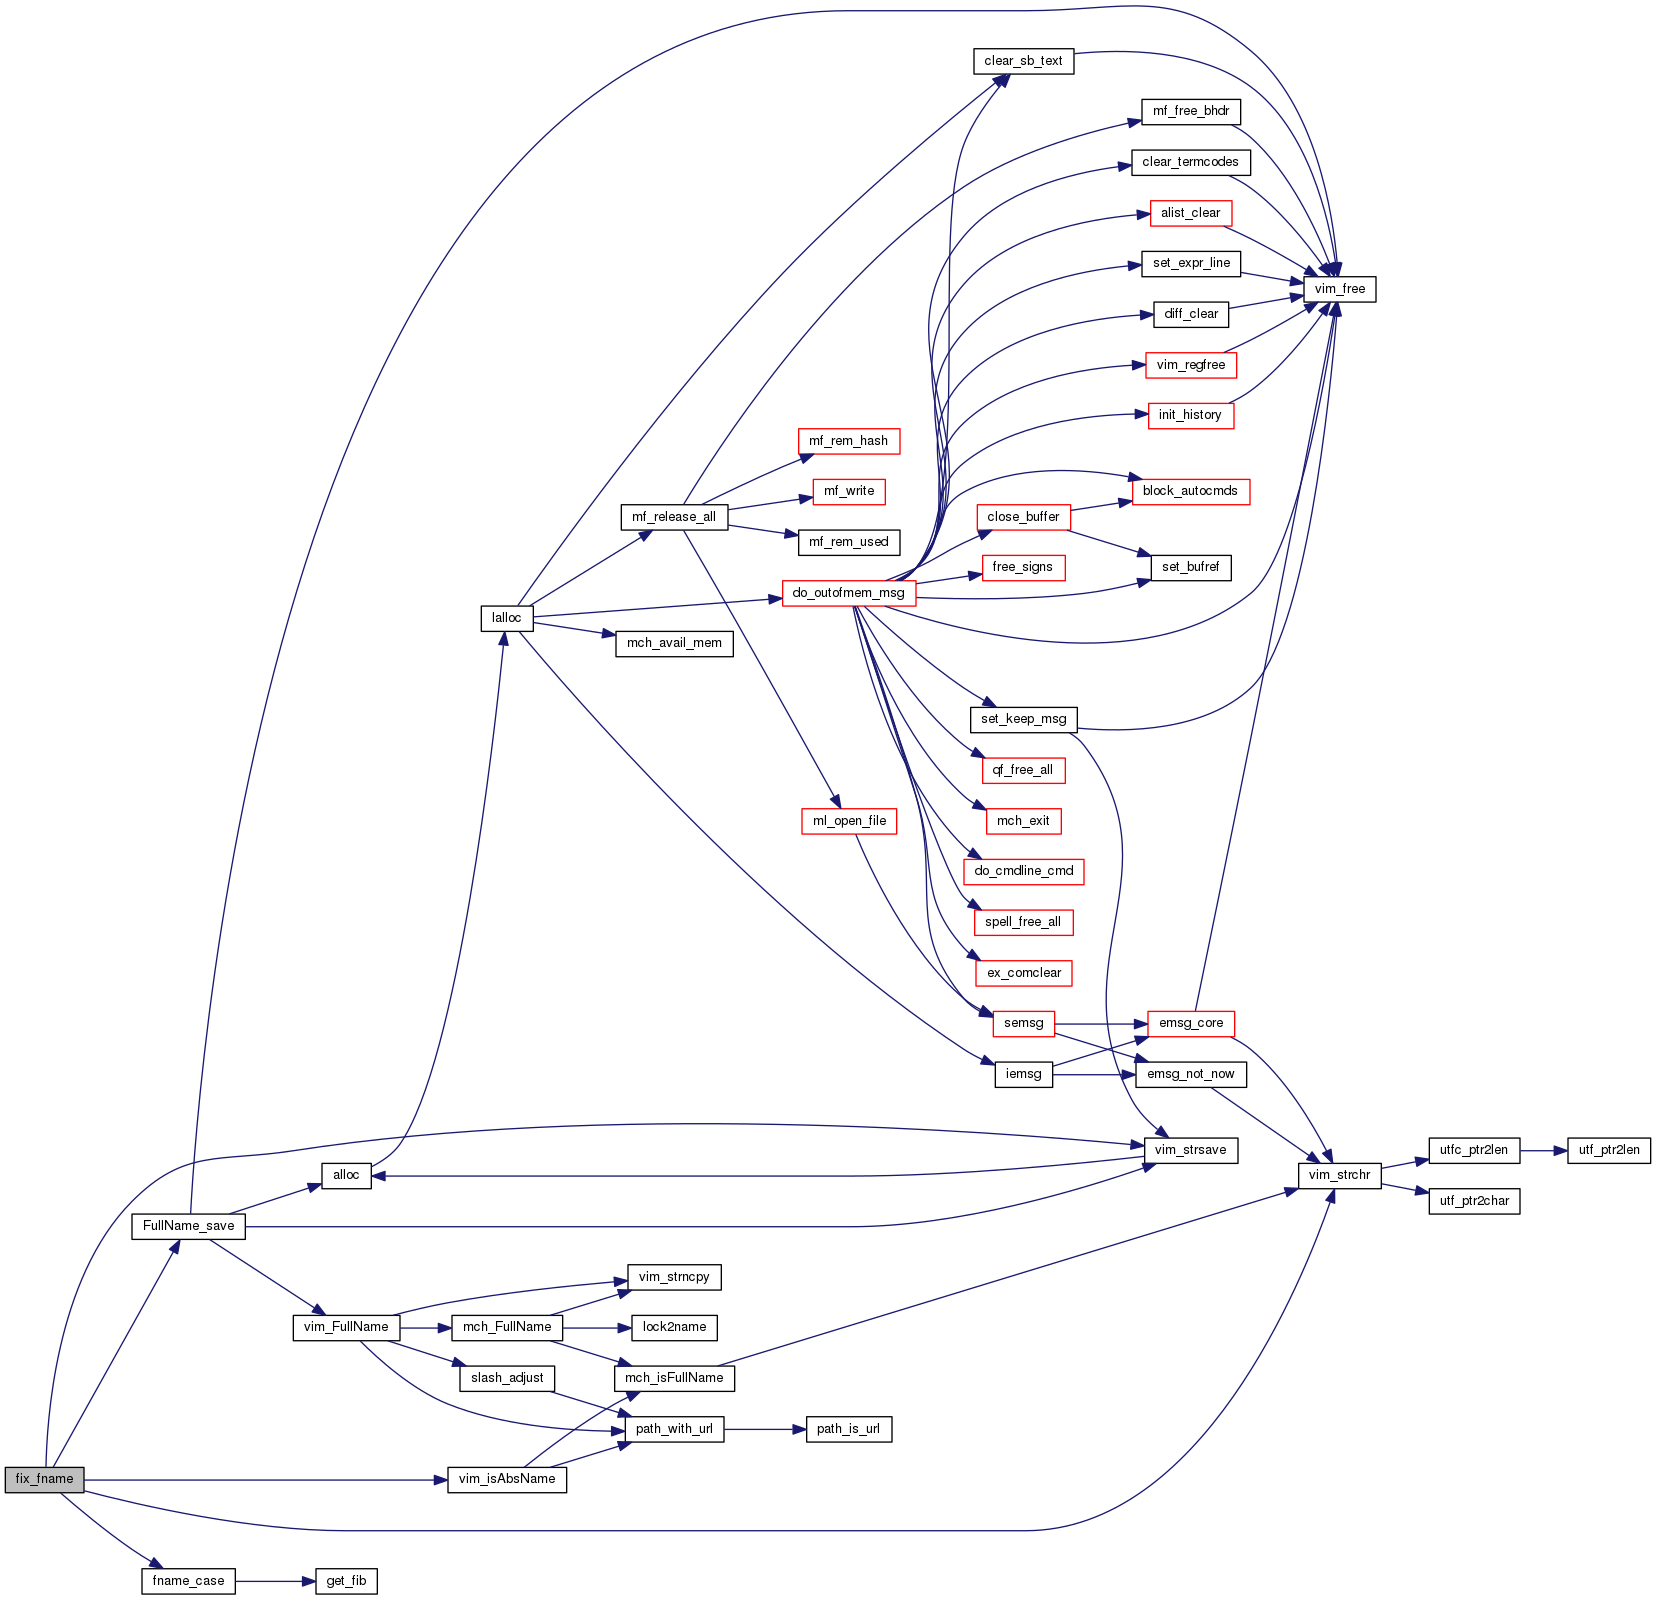 clear_sb_text
mf_free_bhdr
clear_termcodes
alist_clear
set_expr_line
vim_free
diff_clear
vim_regfree
init_history
mf_rem_hash
mf_write
block_autocmds
mf_release_all
close_buffer
mf_rem_used
free_signs
set_bufref
do_outofmem_msg
lalloc
mch_avail_mem
set_keep_msg
qf_free_all
ml_open_file
mch_exit
do_cmdline_cmd
spell_free_all
ex_comclear
semsg
emsg_core
iemsg
emsg_not_now
vim_strsave
utfc_ptr2len
utf_ptr2len
alloc
vim_strchr
utf_ptr2char
FullName_save
vim_strncpy
vim_FullName
mch_FullName
lock2name
slash_adjust
mch_isFullName
path_with_url
path_is_url
fix_fname
vim_isAbsName
fname_case
get_fib